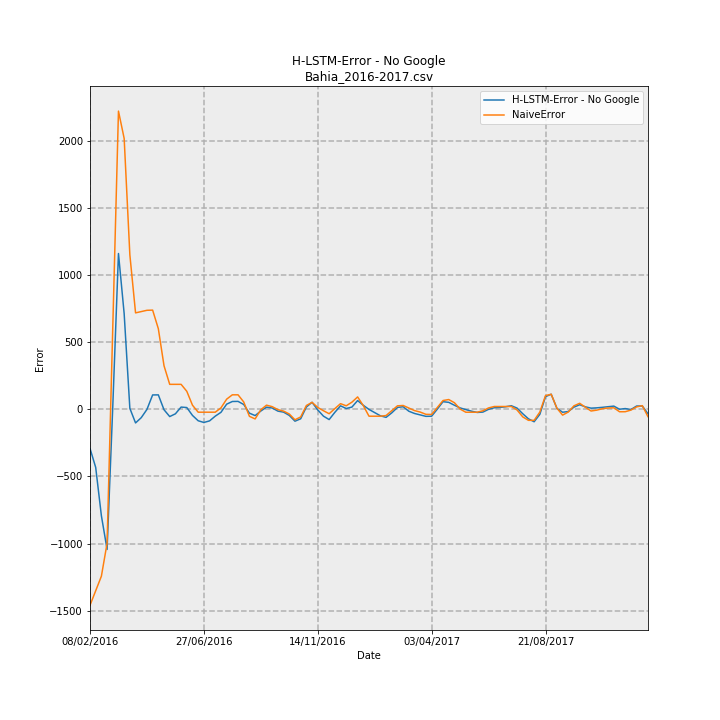 H-LSTM-Error - No Google
Bahia_2016-2017.csv
H-LSTM-Error - No Google
NaiveError
2000
1500
1000
500
0
−500
−1000
−1500
Error
08/02/2016 27/06/2016 14/11/2016 03/04/2017 21/08/2017
Date